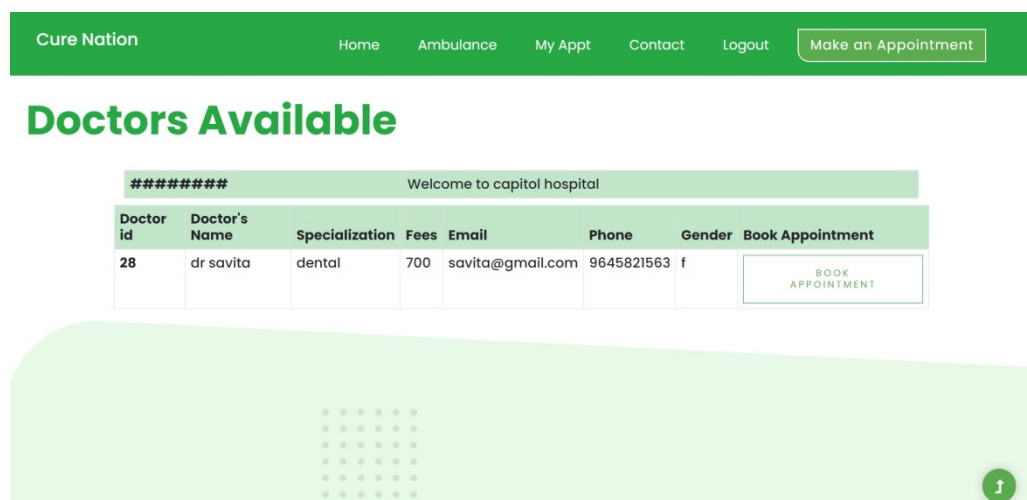 Cure Nation Home Ambulance My Appt Contact Logout Make an Appointment
Doctors Available
######## Welcome to capitol hospital
Doctor id Doctor's Name Specialization Fees Email Phone Gender Book Appointment
28 dr savita dental 700 savita@gmail.com 9645821563 f BOOK APPOINTMENT